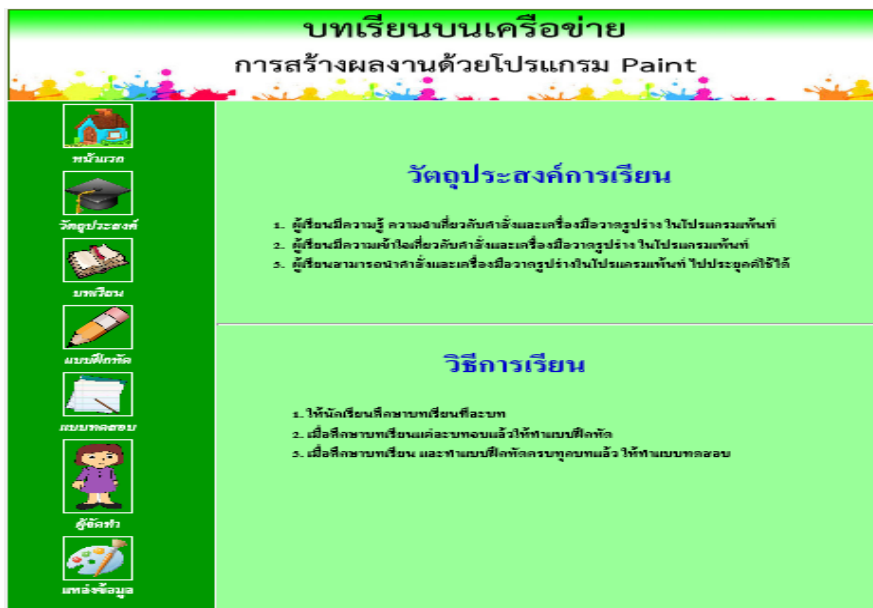 บทเรียนบนเครือข่าย
การสร้างผลงานด้วยโปรแกรม Paint
หน้าแรก
วัตถุประสงค์
บทเรียน
แบบฝึกหัด
แบบทดสอบ
ผู้จัดทำ
แหล่งข้อมูล
วัตถุประสงค์การเรียน
1. ผู้เรียนมีความรู้ ความจำเกี่ยวกับคำสั่งและเครื่องมือวาดรูปร่าง ในโปรแกรมเพ้นท์
2. ผู้เรียนมีความเข้าใจเกี่ยวกับคำสั่งและเครื่องมือวาดรูปร่าง ในโปรแกรมเพ้นท์
3. ผู้เรียนสามารถนำคำสั่งและเครื่องมือวาดรูปร่างในโปรแกรมเพ้นท์ ไปประยุกต์ใช้ได้
วิธีการเรียน
1. ให้นักเรียนศึกษาบทเรียนทีละบท
2. เมื่อศึกษาบทเรียนแต่ละบทจบแล้วให้ทำแบบฝึกหัด
3. เมื่อศึกษาบทเรียน และทำแบบฝึกหัดครบทุกบทแล้ว ให้ทำแบบทดสอบ